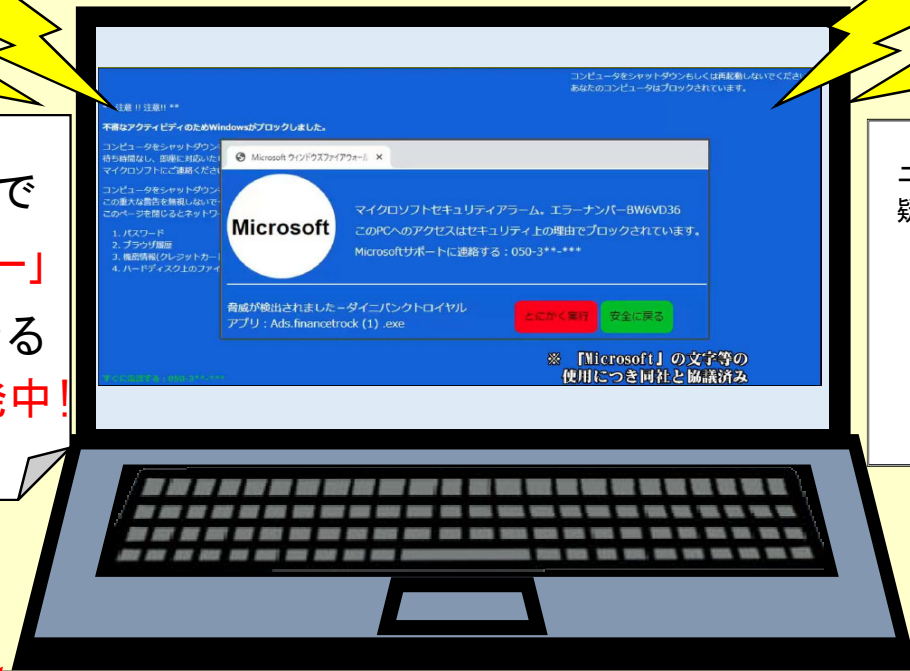 で
ー」
る
中!
コンピュータをシャットダウンもしくは再起動しないでくださ
あなたのコンピュータはブロックされています。
注意 !! 注意!! **
不審なアクティビティのためWindowsがブロックしました。
コンピュータをシャットダウン
待ち時間なし、即座に対応いた
マイクロソフトにご連絡くださ
コンピュータをシャットダウン
この重大な警告を無視しないで
このページを閉じるとネットワ
1. パスワード
2. ブラウザ履歴
3. 機密情報(クレジットカー
4. ハードディスク上のファイ
すぐに電話する : 050-3**-***
Microsoft ウィンドウズファイアウォール ×
Microsoft
マイクロソフトセキュリティアラーム。エラーナンバーBW6VD36
このPCへのアクセスはセキュリティ上の理由でブロックされています。
Microsoftサポートに連絡する : 050-3**-***
脅威が検出されました－ダイニバンクトロイヤル
アプリ : Ads.financetrock (1) .exe
とにかく実行
安全に戻る
※ 『Microsoft』の文字等の
使用につき同社と協議済み
疑